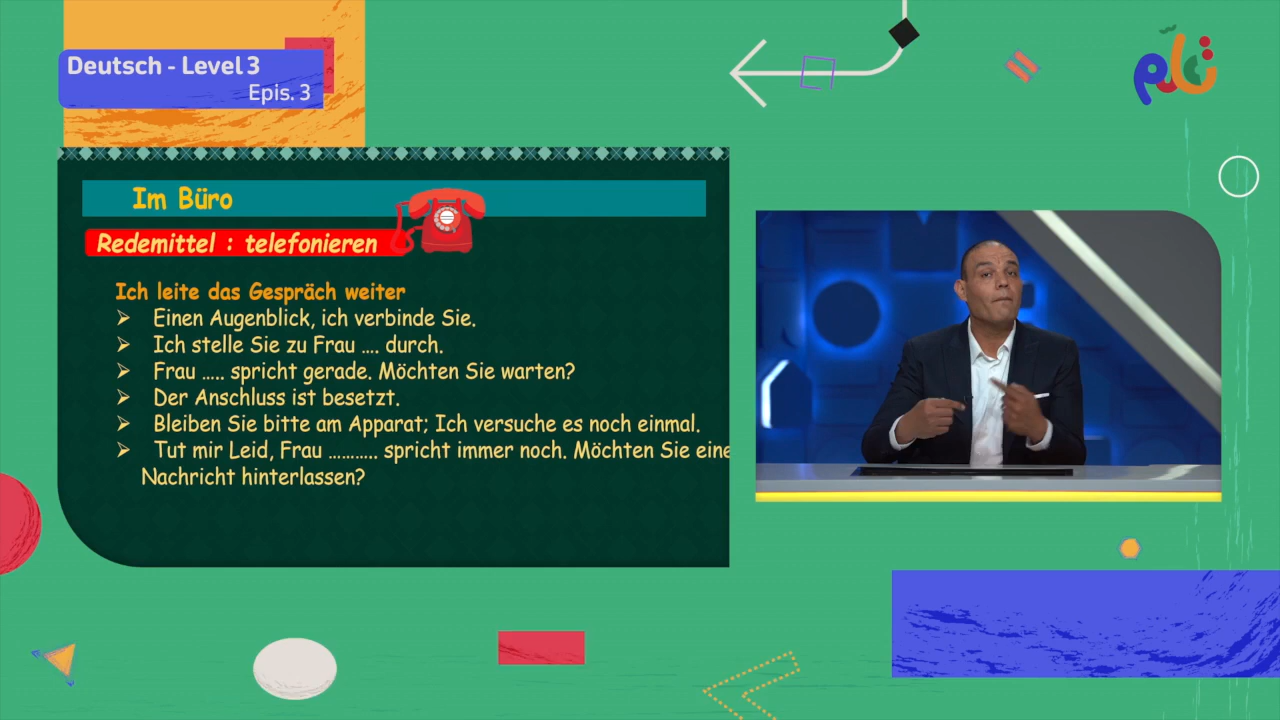 Deutsch - Level 3
Epis. 3
تألم
Im Büro
Redemittel : telefonieren
Ich leite das Gespräch weiter
➢ Einen Augenblick, ich verbinde Sie.
➢ Ich stelle Sie zu Frau .... durch.
➢ Frau ..... spricht gerade. Möchten Sie warten?
➢ Der Anschluss ist besetzt.
➢ Bleiben Sie bitte am Apparat; Ich versuche es noch einmal.
➢ Tut mir Leid, Frau ........... spricht immer noch. Möchten Sie eine
Nachricht hinterlassen?